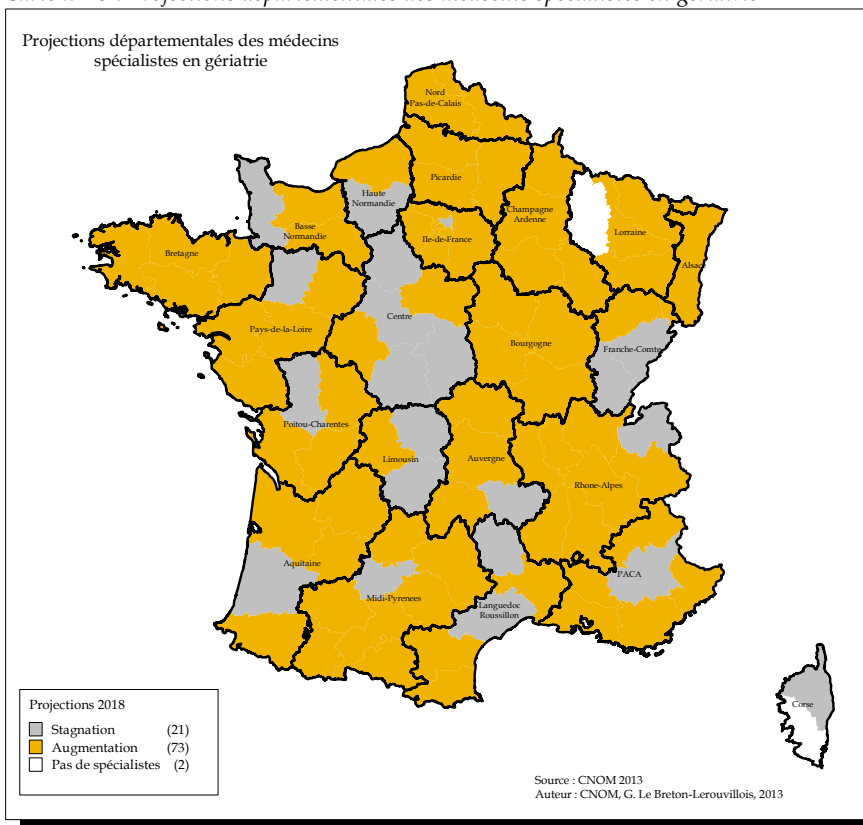 Projections départementales des médecins
spécialistes en gériatrie
Nord
Pas-de-Calais
Picardie
Haute
Normandie
Champagne
Ardenne
Basse
Normandie
Ile-de-France
Lorraine
Alsace
Bretagne
Centre
Pays-de-la-Loire
Bourgogne
Franche-Comte
Poitou-Charentes
Limousin
Auvergne
Rhone-Alpes
Aquitaine
PACA
Midi-Pyrenees
Languedoc
Roussillon
Corse
Projections 2018
Stagnation (21)
Augmentation (73)
Pas de spécialistes (2)
Source : CNOM 2013
Auteur : CNOM, G. Le Breton-Lerouvillois, 2013